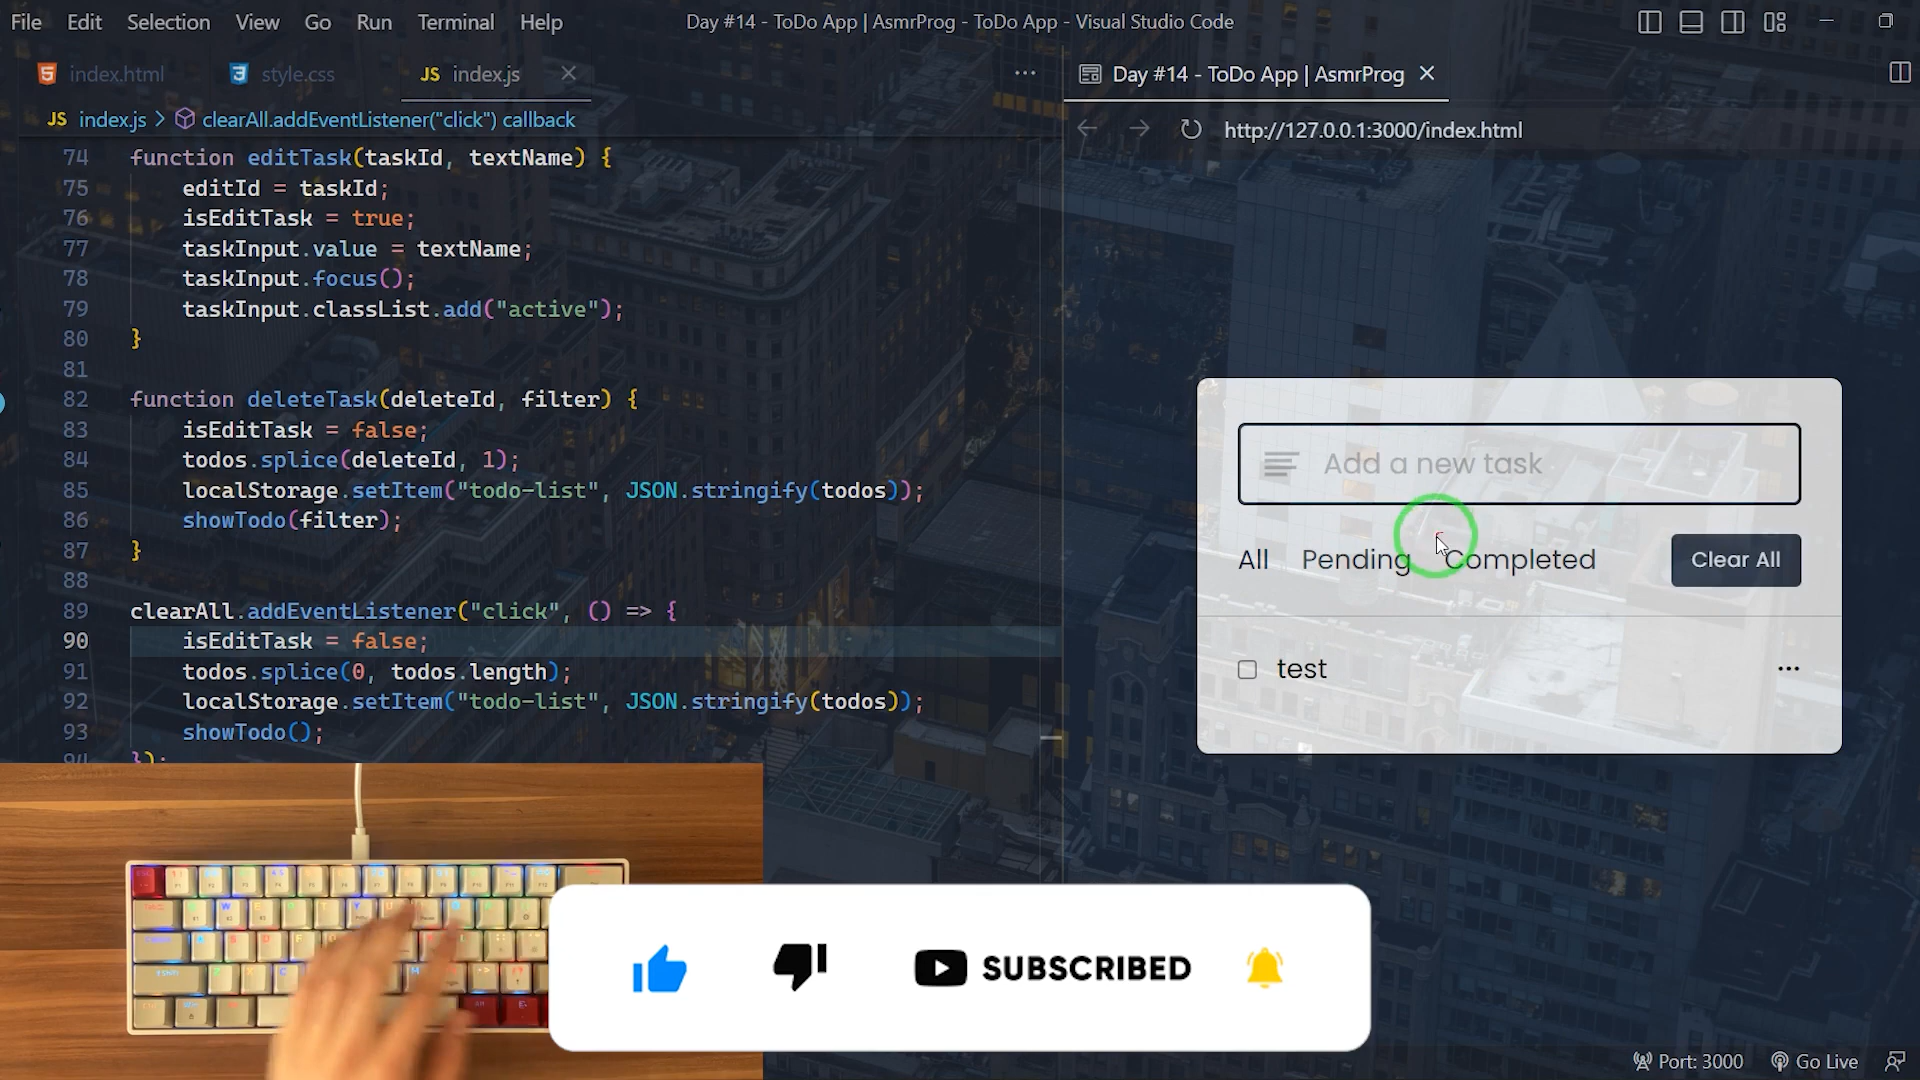 File Edit Selection View Go Run Terminal Help
Day #14 - ToDo App | AsmrProg - ToDo App - Visual Studio Code
index.html
style.css
JS index.js
JS index.js > clearAll.addEventListener("click") callback
74 function editTask(taskId, textName) {
75 editId = taskId;
76 isEditTask = true;
77 taskInput.value = textName;
78 taskInput.focus();
79 taskInput.classList.add("active");
80 }
81
82 function deleteTask(deleteId, filter) {
83 isEditTask = false;
84 todos.splice(deleteId, 1);
85 localStorage.setItem("todo-list", JSON.stringify(todos));
86 showTodo(filter);
87 }
88
89 clearAll.addEventListener("click", () => {
90 isEditTask = false;
91 todos.splice(0, todos.length);
92 localStorage.setItem("todo-list", JSON.stringify(todos));
93 showTodo();
94 });
Day #14 - ToDo App | AsmrProg
http://127.0.0.1:3000/index.html
Add a new task
All Pending Completed Clear All
test
SUBSCRIBED
Port: 3000 Go Live